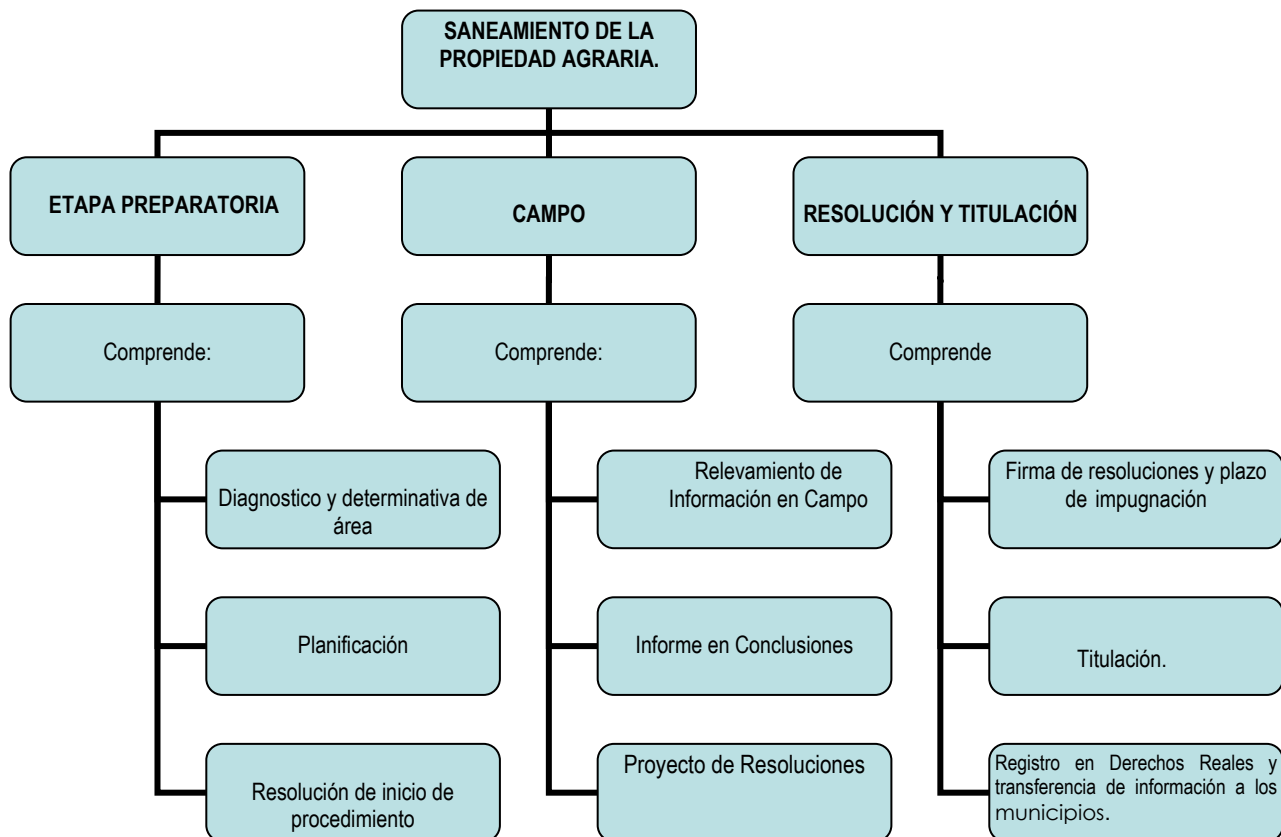 SANEAMIENTO DE LA
PROPIEDAD AGRARIA.
ETAPA PREPARATORIA
CAMPO
RESOLUCIÓN Y TITULACIÓN
Comprende:
Comprende:
Comprende
Diagnostico y determinativa de
área
Relevamiento de
Información en Campo
Firma de resoluciones y plazo
de impugnación
Planificación
Informe en Conclusiones
Titulación.
Resolución de inicio de
procedimiento
Proyecto de Resoluciones
Registro en Derechos Reales y
transferencia de información a los
municipios.